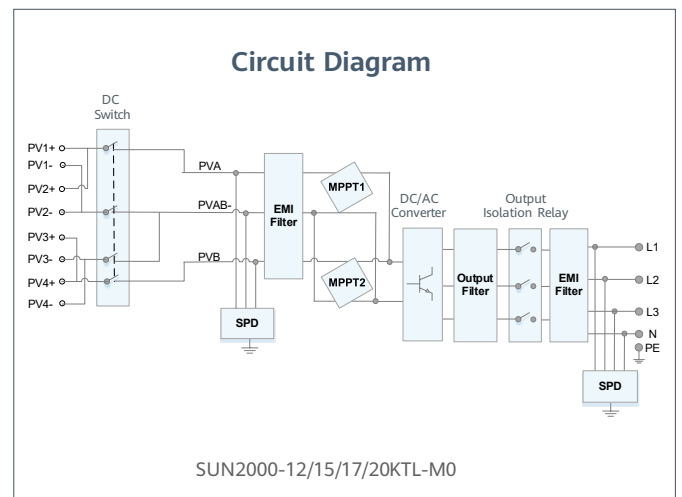 Circuit Diagram
DC
Switch
PV1+
PV1-
PV2+
PV2-
PV3+
PV3-
PV4+
PV4-
PVA
PVAB-
PVB
EMI
Filter
SPD
MPPT1
MPPT2
DC/AC
Converter
Output
Filter
Output
Isolation Relay
EMI
Filter
L1
L2
L3
N
PE
SPD
SUN2000-12/15/17/20KTL-M0